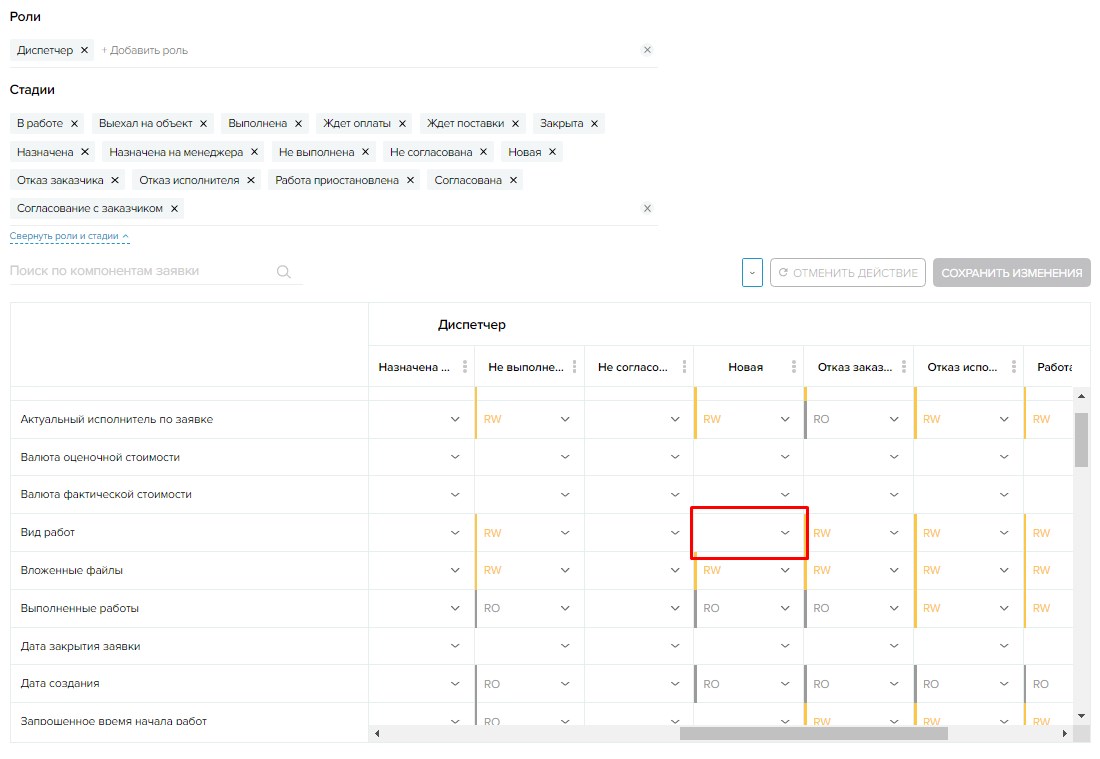 Роли
Диспетчер × + Добавить роль ×
Стадии
В работе × Выехал на объект × Выполнена × Ждет оплаты × Ждет поставки × Закрыта ×
Назначена × Назначена на менеджера × Не выполнена × Не согласована × Новая ×
Отказ заказчика × Отказ исполнителя × Работа приостановлена × Согласована ×
Согласование с заказчиком × ×
Свернуть роли и стадии
Поиск по компонентам заявки ОТМЕНИТЬ ДЕЙСТВИЕ СОХРАНИТЬ ИЗМЕНЕНИЯ
Диспетчер
Назначена ... Не выполне... Не согласо... Новая Отказ заказ... Отказ испо... Работа
Актуальный исполнитель по заявке RW RW RO RW RW
Валюта оценочной стоимости
Валюта фактической стоимости
Вид работ RW RW RW RW
Вложенные файлы RW RW RW RW RW
Выполненные работы RO RO RO RW RW
Дата закрытия заявки
Дата создания RO RO RO RO RO
Запрошенное время начала работ RO RW RW RW